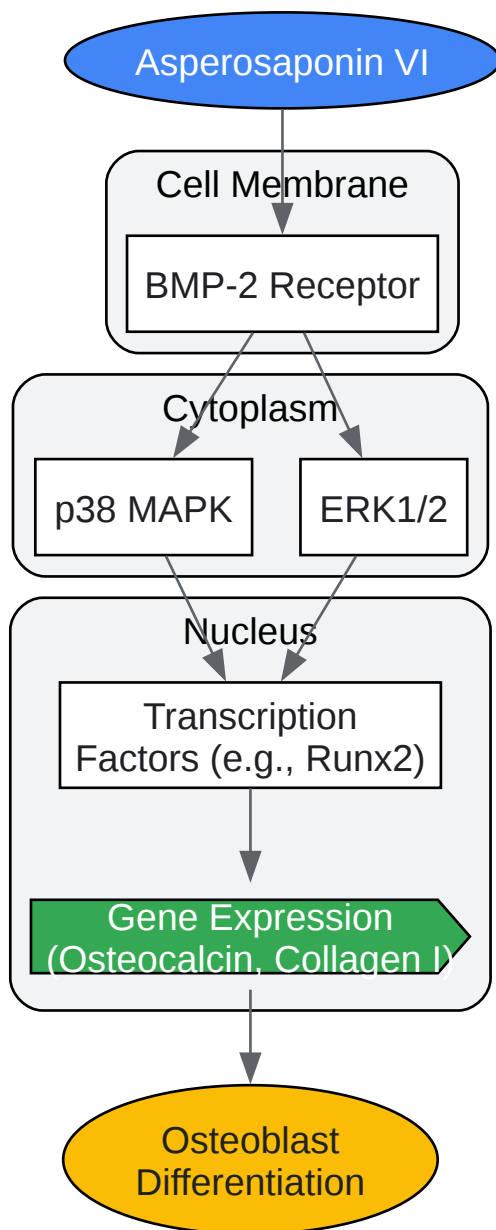 Asperosaponin VI
Cell Membrane
BMP-2 Receptor
Cytoplasm
p38 MAPK
ERK1/2
Nucleus
Transcription
Factors (e.g., Runx2)
Gene Expression
(Osteocalcin, Collagen I)
Osteoblast
Differentiation